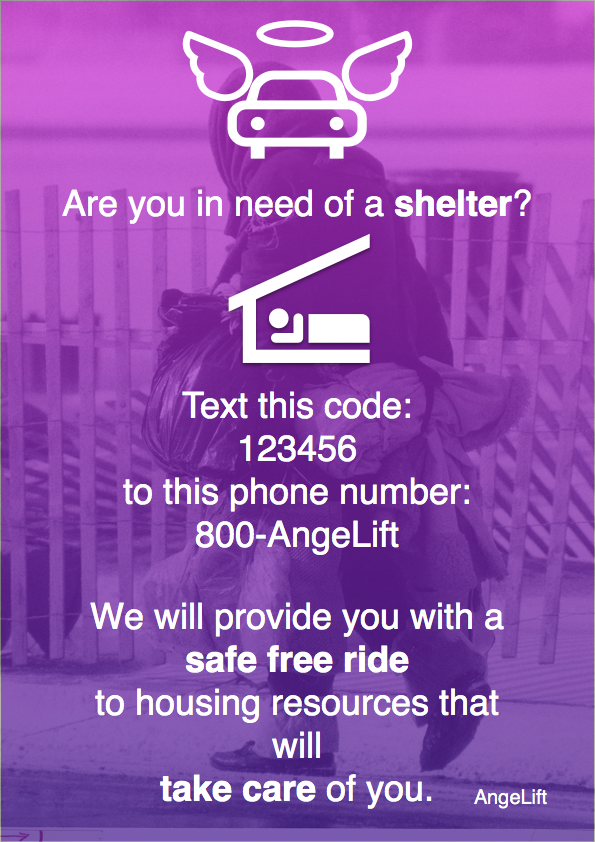 Are you in need of a shelter?
Text this code:
123456
to this phone number:
800-AngeLift
We will provide you with a
safe free ride
to housing resources that
will
take care of you.
AngeLift